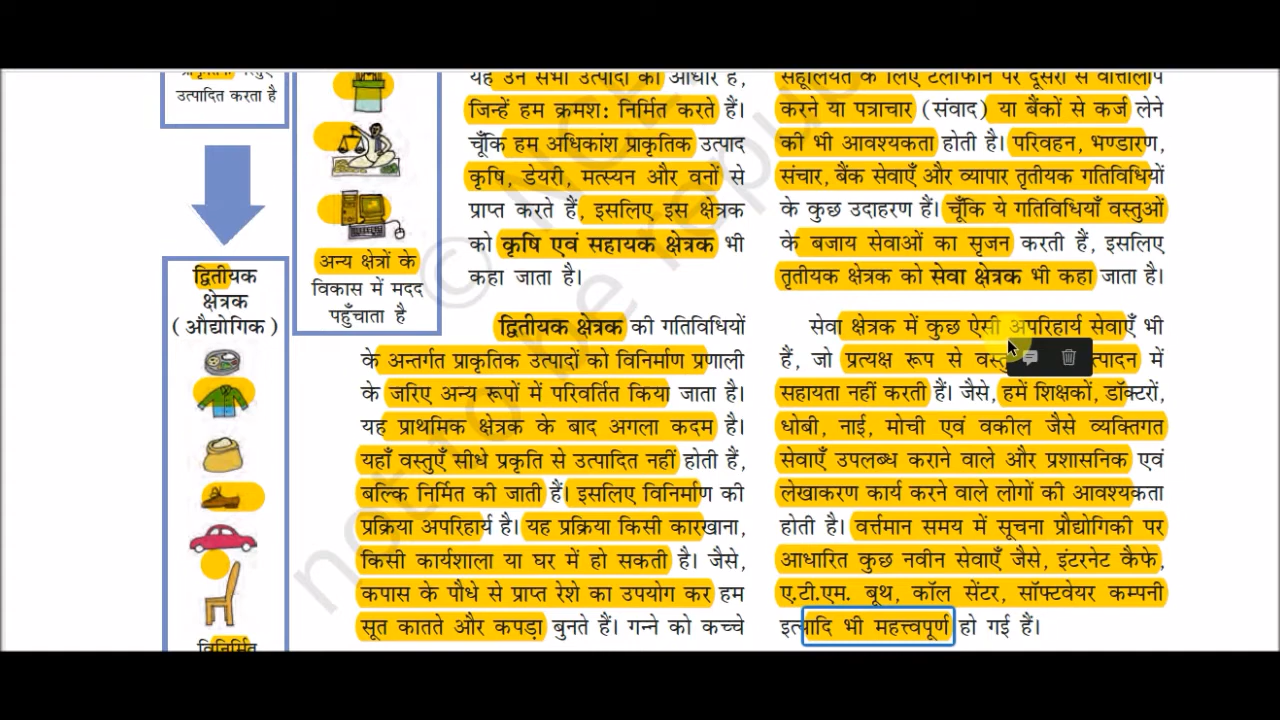 उत्पादित करता है
द्वितीयक
क्षेत्रक
( औद्योगिक )
अन्य क्षेत्रों के
विकास में मदद
पहुँचाता है
यह उन सभी उत्पादों का आधार है,
जिन्हें हम क्रमश: निर्मित करते हैं।
चूँकि हम अधिकांश प्राकृतिक उत्पाद
कृषि, डेयरी, मत्स्यन और वनों से
प्राप्त करते हैं, इसलिए इस क्षेत्रक
को कृषि एवं सहायक क्षेत्रक भी
कहा जाता है।
द्वितीयक क्षेत्रक की गतिविधियों
के अन्तर्गत प्राकृतिक उत्पादों को विनिर्माण प्रणाली
के जरिए अन्य रूपों में परिवर्तित किया जाता है।
यह प्राथमिक क्षेत्रक के बाद अगला कदम है।
यहाँ वस्तुएँ सीधे प्रकृति से उत्पादित नहीं होती हैं,
बल्कि निर्मित की जाती हैं। इसलिए विनिर्माण की
प्रक्रिया अपरिहार्य है। यह प्रक्रिया किसी कारखाना,
किसी कार्यशाला या घर में हो सकती है। जैसे,
कपास के पौधे से प्राप्त रेशे का उपयोग कर हम
सूत कातते और कपड़ा बुनते हैं। गन्ने को कच्चे
सहूलियत के लिए टेलीफोन पर दूसरों से वार्त्तालाप
करने या पत्राचार (संवाद) या बैंकों से कर्ज लेने
की भी आवश्यकता होती है। परिवहन, भण्डारण,
संचार, बैंक सेवाएँ और व्यापार तृतीयक गतिविधियों
के कुछ उदाहरण हैं। चूँकि ये गतिविधियाँ वस्तुओं
के बजाय सेवाओं का सृजन करती हैं, इसलिए
तृतीयक क्षेत्रक को सेवा क्षेत्रक भी कहा जाता है।
सेवा क्षेत्रक में कुछ ऐसी अपरिहार्य सेवाएँ भी
हैं, जो प्रत्यक्ष रूप से में
सहायता नहीं करती हैं। जैसे, हमें शिक्षकों, डॉक्टरों,
धोबी, नाई, मोची एवं वकील जैसे व्यक्तिगत
सेवाएँ उपलब्ध कराने वाले और प्रशासनिक एवं
लेखाकरण कार्य करने वाले लोगों की आवश्यकता
होती है। वर्त्तमान समय में सूचना प्रौद्योगिकी पर
आधारित कुछ नवीन सेवाएँ जैसे, इंटरनेट कैफे,
ए.टी.एम. बूथ, कॉल सेंटर, सॉफ्टवेयर कम्पनी
इत्यादि भी महत्त्वपूर्ण हो गई हैं।